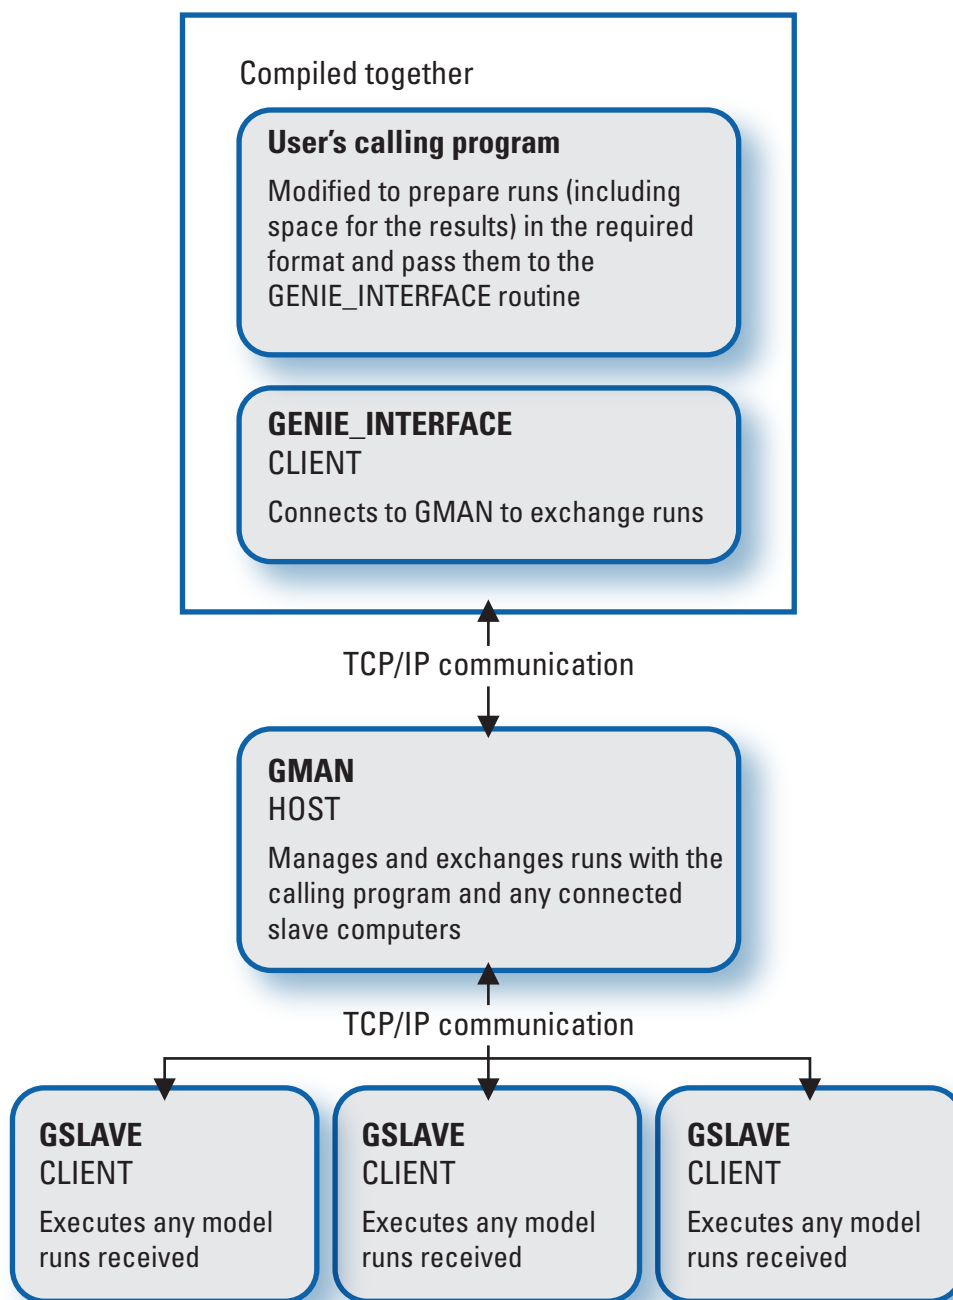 Compiled together
User's calling program
Modified to prepare runs (including
space for the results) in the required
format and pass them to the
GENIE_INTERFACE routine
GENIE_INTERFACE
CLIENT
Connects to GMAN to exchange runs
TCP/IP communication
GMAN
HOST
Manages and exchanges runs with the
calling program and any connected
slave computers
TCP/IP communication
GSLAVE
CLIENT
Executes any model
runs received
GSLAVE
CLIENT
Executes any model
runs received
GSLAVE
CLIENT
Executes any model
runs received